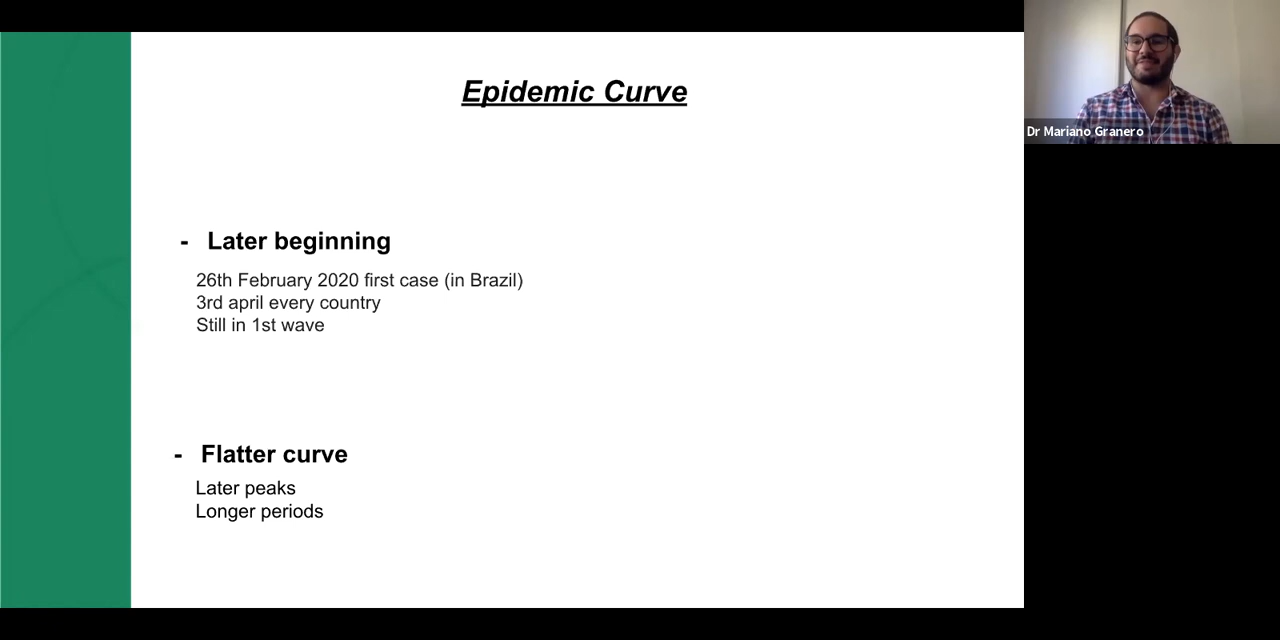 Epidemic Curve
Dr Mariano Granero
- Later beginning
26th February 2020 first case (in Brazil)
3rd april every country
Still in 1st wave
- Flatter curve
Later peaks
Longer periods